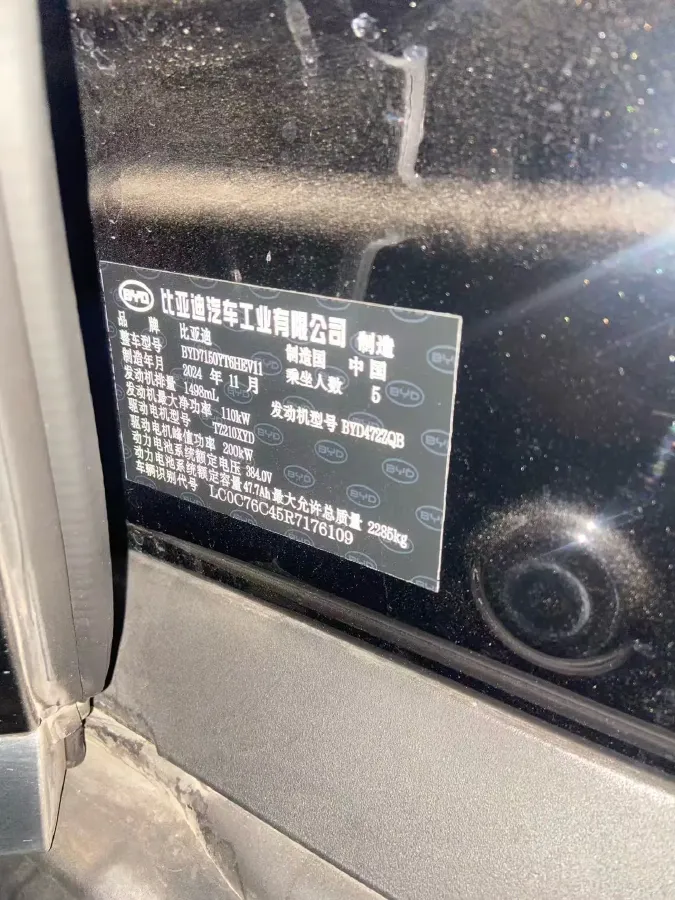 BYD 比亚迪汽车工业有限公司 制造
品牌 比亚迪 制造国 中国
整车型号 BYD7150YT6HEV11
制造年月 2024 年 11 月 乘坐人数 5
发动机排量 1498mL
发动机最大净功率 110kW 发动机型号 BYD472ZQB
驱动电机型号 TZ210XYD
驱动电机峰值功率 200kW
动力电池系统额定电压 384.0V
动力电池系统额定容量 47.7Ah 最大允许总质量 2285kg
车辆识别代号 LC0C76C45R7176109